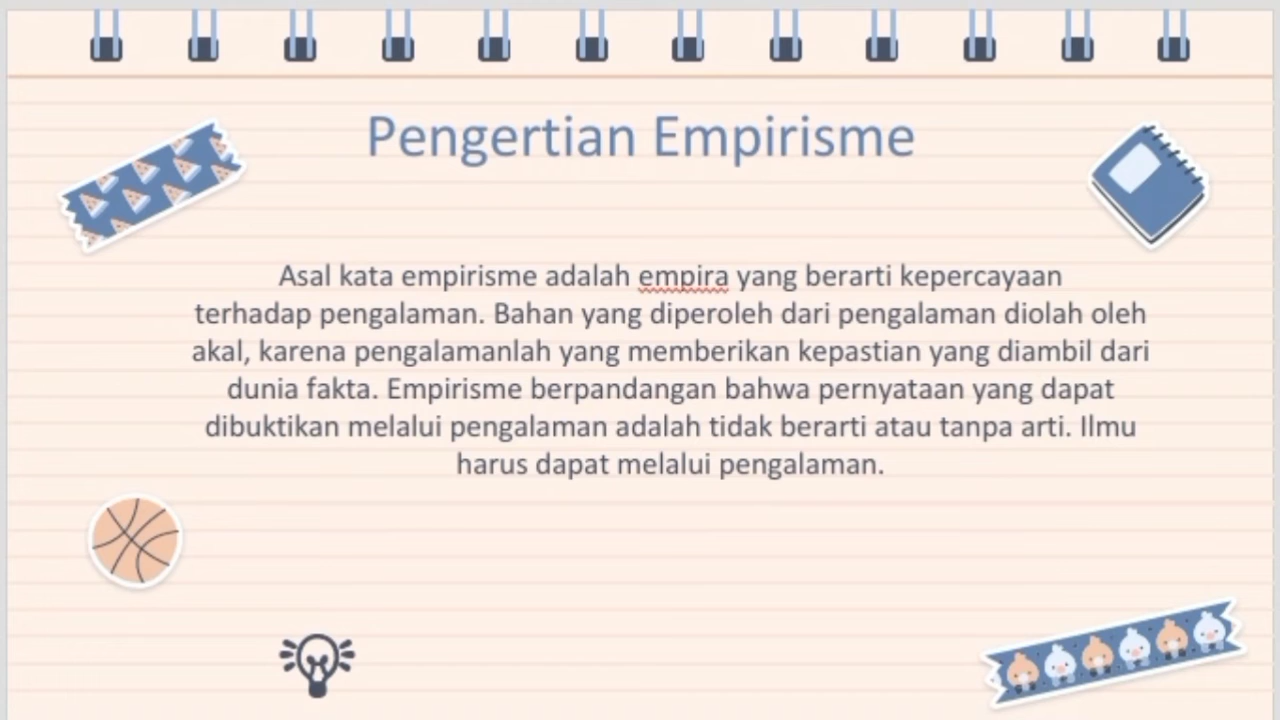 Pengertian Empirisme
Asal kata empirisme adalah empira yang berarti kepercayaan
terhadap pengalaman. Bahan yang diperoleh dari pengalaman diolah oleh
akal, karena pengalamanlah yang memberikan kepastian yang diambil dari
dunia fakta. Empirisme berpandangan bahwa pernyataan yang dapat
dibuktikan melalui pengalaman adalah tidak berarti atau tanpa arti. Ilmu
harus dapat melalui pengalaman.